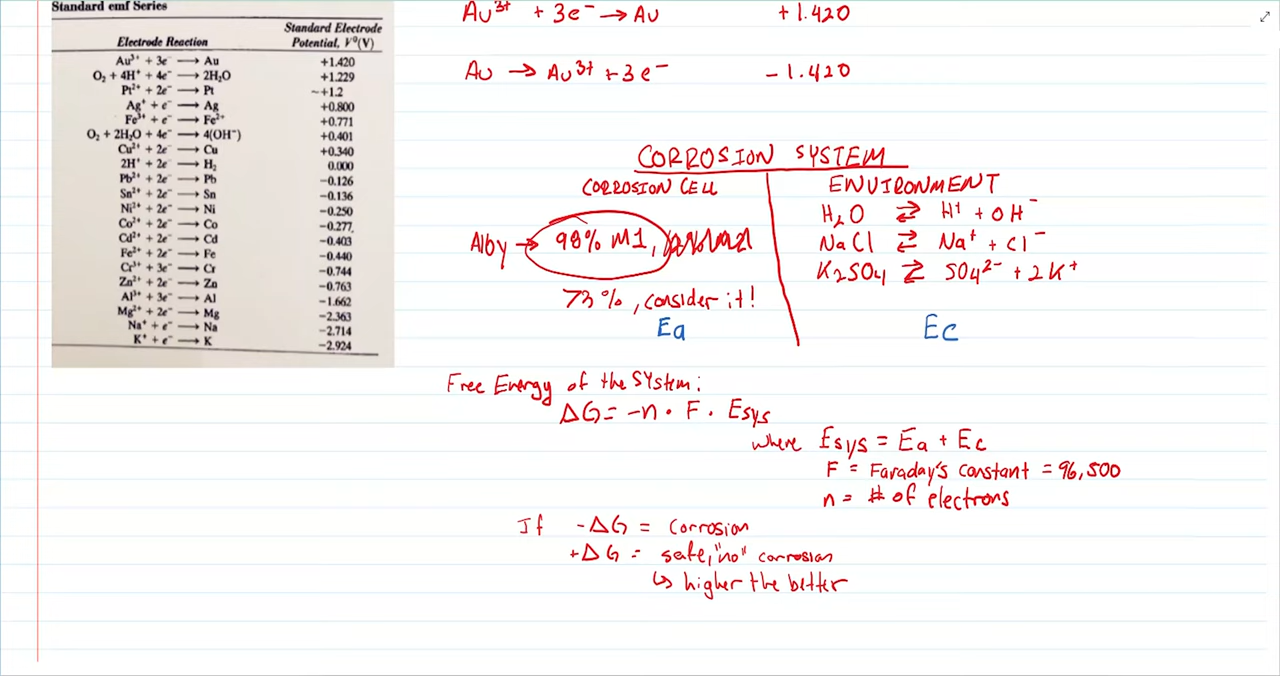 Standard emf Series
Electrode Reaction Standard Electrode Potential, V⁰(V)
Au³⁺ + 3e⁻ ⟶ Au +1.420
O₂ + 4H⁺ + 4e⁻ ⟶ 2H₂O +1.229
Pt²⁺ + 2e⁻ ⟶ Pt ~+1.2
Ag⁺ + e⁻ ⟶ Ag +0.800
Fe³⁺ + e⁻ ⟶ Fe²⁺ +0.771
O₂ + 2H₂O + 4e⁻ ⟶ 4(OH⁻) +0.401
Cu²⁺ + 2e⁻ ⟶ Cu +0.340
2H⁺ + 2e⁻ ⟶ H₂ 0.000
Pb²⁺ + 2e⁻ ⟶ Pb −0.126
Sn²⁺ + 2e⁻ ⟶ Sn −0.136
Ni²⁺ + 2e⁻ ⟶ Ni −0.250
Co²⁺ + 2e⁻ ⟶ Co −0.277
Cd²⁺ + 2e⁻ ⟶ Cd −0.403
Fe²⁺ + 2e⁻ ⟶ Fe −0.440
Cr³⁺ + 3e⁻ ⟶ Cr −0.744
Zn²⁺ + 2e⁻ ⟶ Zn −0.763
Al³⁺ + 3e⁻ ⟶ Al −1.662
Mg²⁺ + 2e⁻ ⟶ Mg −2.363
Na⁺ + e⁻ ⟶ Na −2.714
K⁺ + e⁻ ⟶ K −2.924
Au³⁺ + 3e⁻ → Au +1.420
Au → Au³⁺ + 3e⁻ −1.420
CORROSION SYSTEM
CORROSION CELL
Alloy → 98% M1,
73%, consider it!
Ea
ENVIRONMENT
H₂O ⇄ H⁺ + OH⁻
NaCl ⇄ Na⁺ + Cl⁻
K₂SO₄ ⇄ SO₄²⁻ + 2K⁺
Ec
Free Energy of the System:
ΔG = −n · F · Esys
where Esys = Ea + Ec
F = Faraday's constant = 96,500
n = # of electrons
If −ΔG = corrosion
+ΔG = safe, "no" corrosion
↳ higher the better